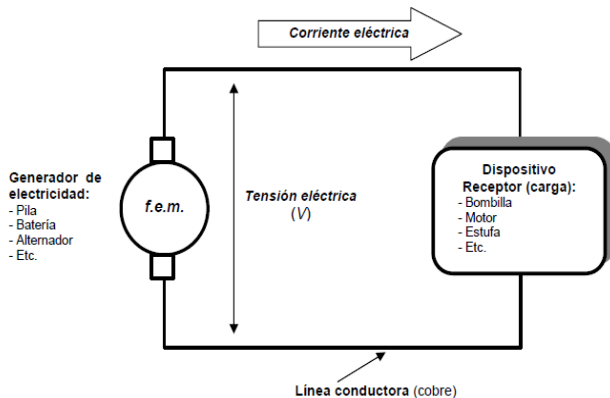 Corriente eléctrica
Generador de
electricidad:
- Pila
- Batería
- Alternador
- Etc.
f.e.m.
Tensión eléctrica
(V)
Dispositivo
Receptor (carga):
- Bombilla
- Motor
- Estufa
- Etc.
Línea conductora (cobre)